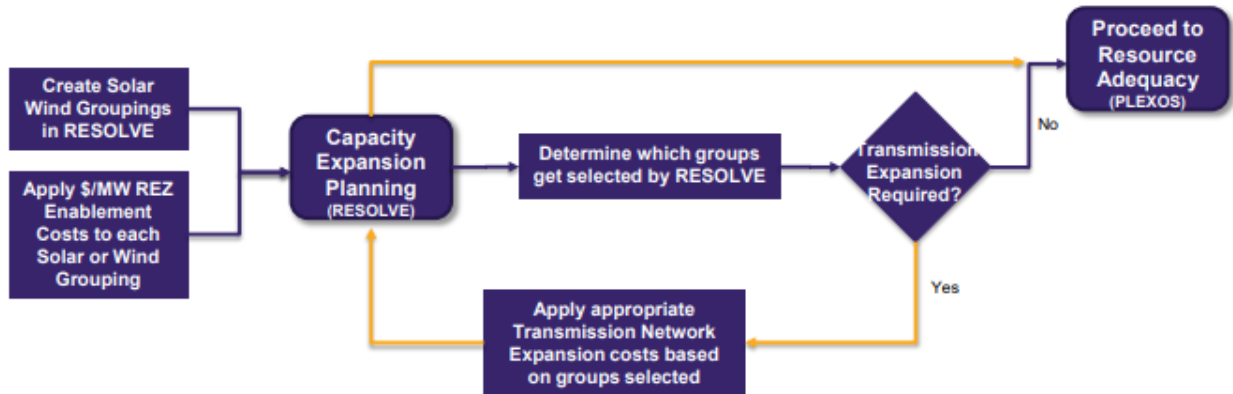 Create Solar
Wind Groupings
in RESOLVE
Apply $/MW REZ
Enablement
Costs to each
Solar or Wind
Grouping
Capacity
Expansion
Planning
(RESOLVE)
Determine which groups
get selected by RESOLVE
Transmission
Expansion
Required?
No
Proceed to
Resource
Adequacy
(PLEXOS)
Yes
Apply appropriate
Transmission Network
Expansion costs based
on groups selected